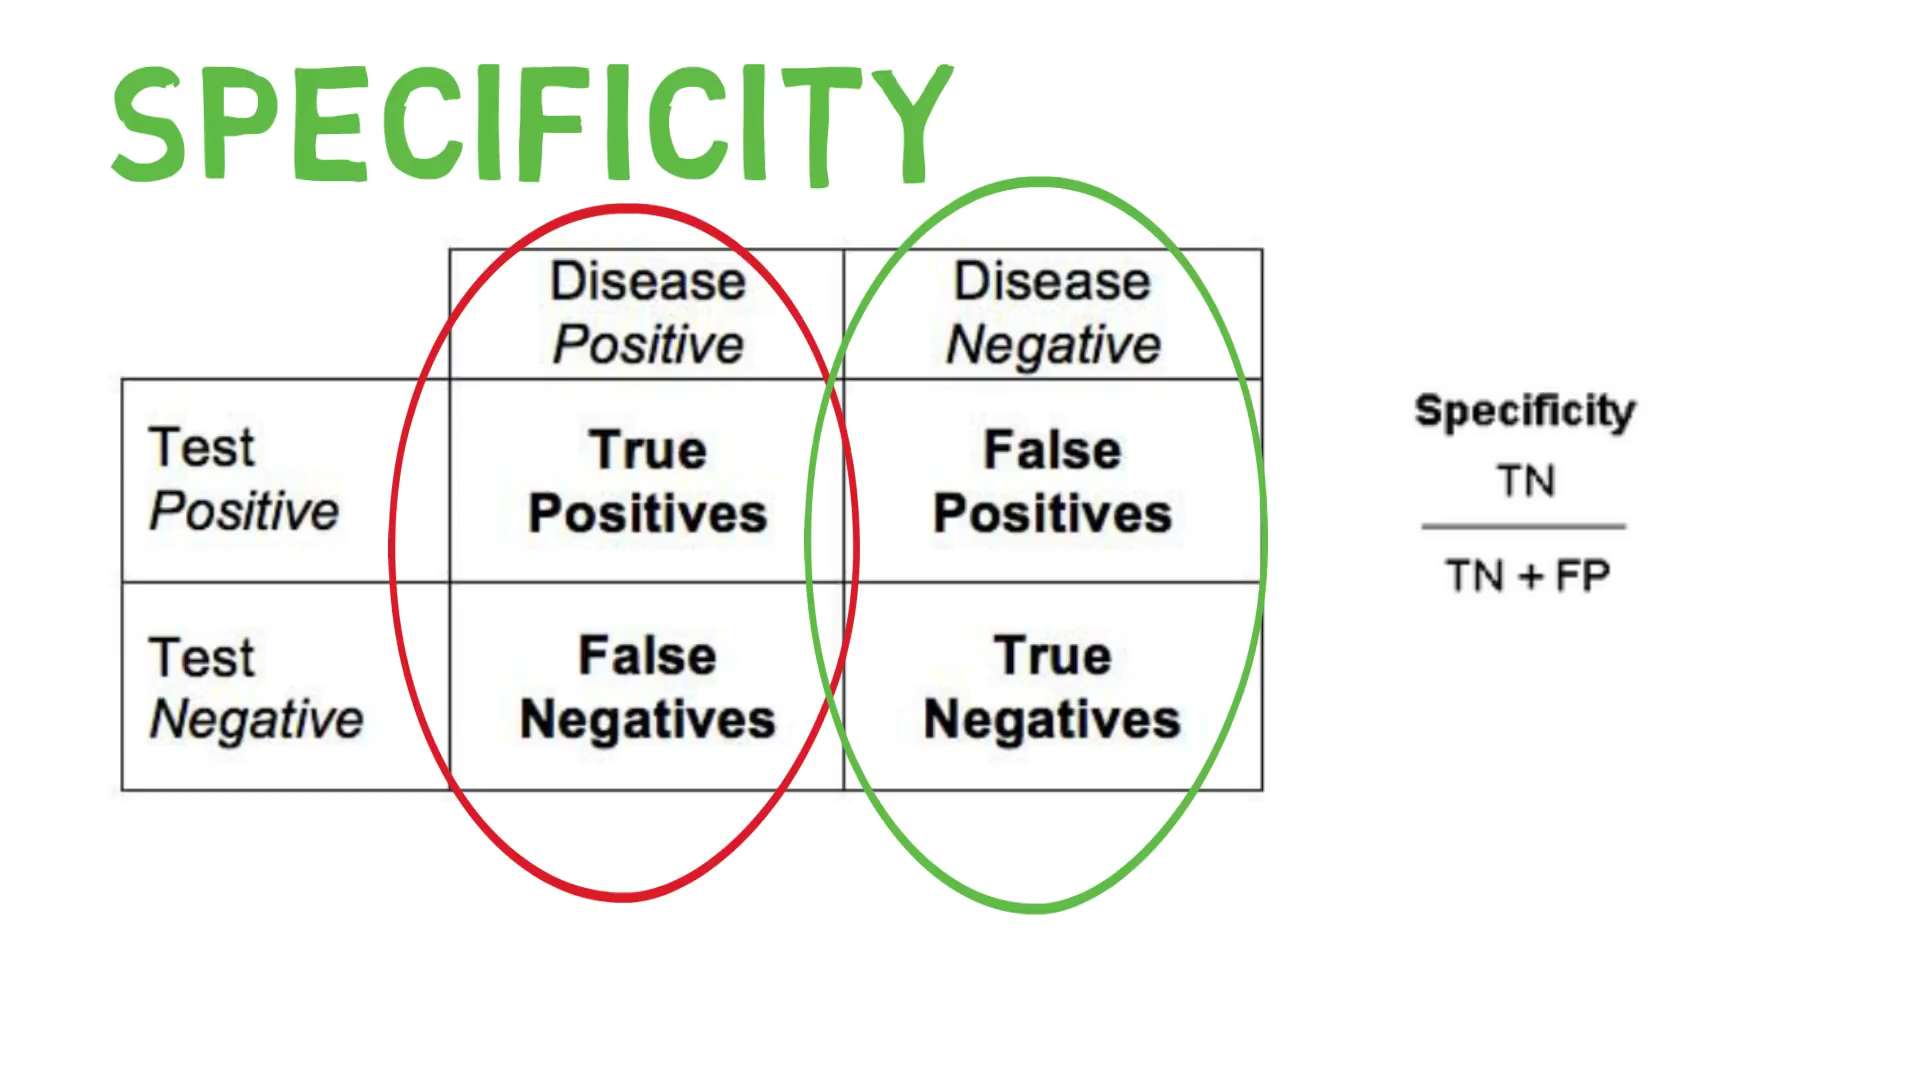 SPECIFICITY
Disease
Positive
Disease
Negative
Test
Positive
True
Positives
False
Positives
Test
Negative
False
Negatives
True
Negatives
Specificity
TN
TN + FP